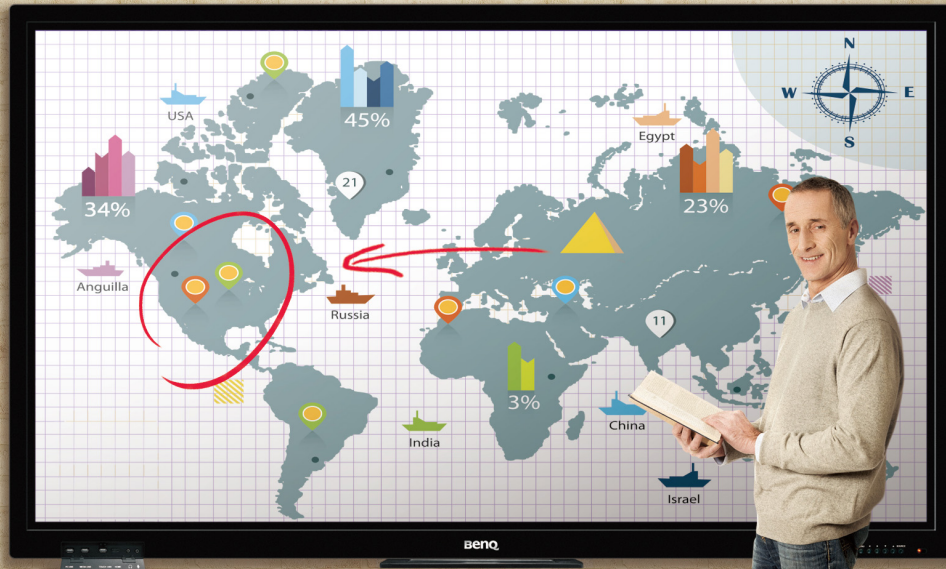 N
W E
S
USA
45%
Egypt
34%
21
23%
Anguilla
Russia
11
3%
China
India
Israel
BenQ